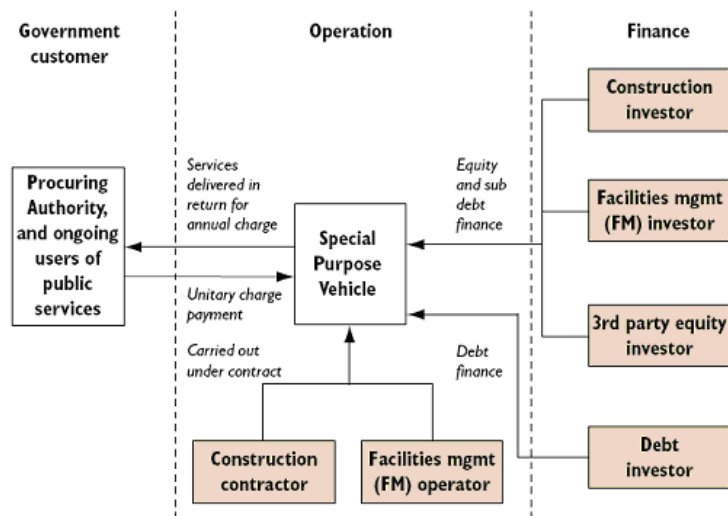 Government
customer
Operation
Finance
Construction
investor
Services
delivered in
return for
annual charge
Equity
and sub
debt
finance
Procuring
Authority,
and ongoing
users of
public
services
Special
Purpose
Vehicle
Facilities mgmt
(FM) investor
Unitary charge
payment
Carried out
under contract
Debt
finance
3rd party equity
investor
Construction
contractor
Facilities mgmt
(FM) operator
Debt
investor